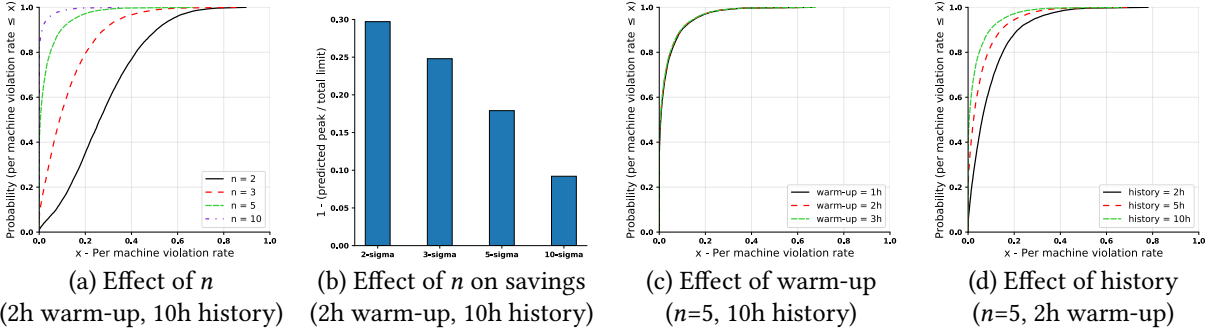 Probability (per machine violation rate ≤ x)
1.0
0.8
0.6
0.4
0.2
0.0
0.0 0.2 0.4 0.6 0.8 1.0
n = 2
n = 3
n = 5
n = 10
x - Per machine violation rate
(a) Effect of n
(2h warm-up, 10h history)
1 - (predicted peak / total limit)
0.30
0.25
0.20
0.15
0.10
0.05
0.00
2-sigma 3-sigma 5-sigma 10-sigma
(b) Effect of n on savings
(2h warm-up, 10h history)
Probability (per machine violation rate ≤ x)
1.0
0.8
0.6
0.4
0.2
0.0
0.0 0.2 0.4 0.6 0.8 1.0
warm-up = 1h
warm-up = 2h
warm-up = 3h
x - Per machine violation rate
(c) Effect of warm-up
(n=5, 10h history)
Probability (per machine violation rate ≤ x)
1.0
0.8
0.6
0.4
0.2
0.0
0.0 0.2 0.4 0.6 0.8 1.0
history = 2h
history = 5h
history = 10h
x - Per machine violation rate
(d) Effect of history
(n=5, 2h warm-up)